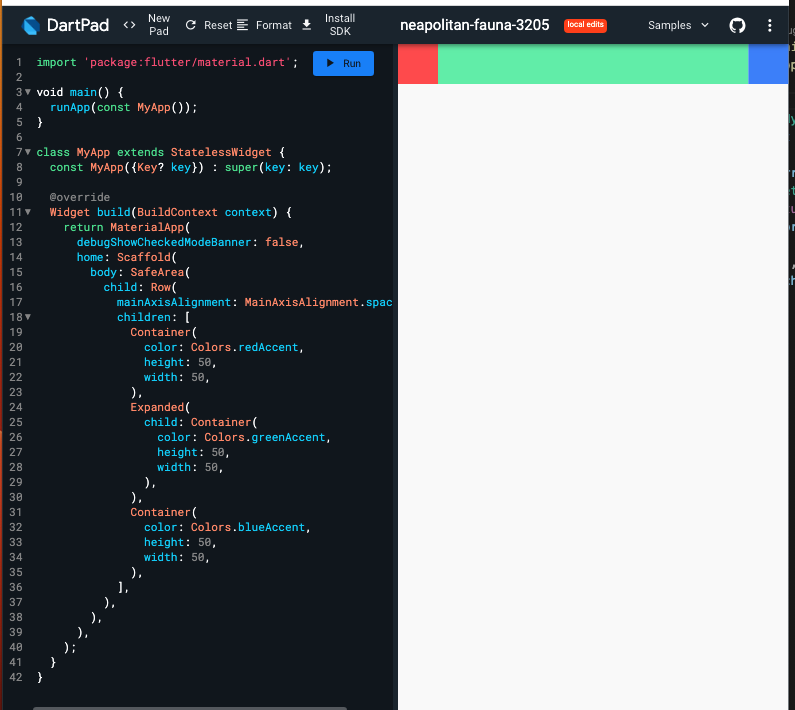 DartPad <> New Pad Reset Format Install SDK neapolitan-fauna-3205 local edits Samples
Run
1 import 'package:flutter/material.dart';
2
3 void main() {
4 runApp(const MyApp());
5 }
6
7 class MyApp extends StatelessWidget {
8 const MyApp({Key? key}) : super(key: key);
9
10 @override
11 Widget build(BuildContext context) {
12 return MaterialApp(
13 debugShowCheckedModeBanner: false,
14 home: Scaffold(
15 body: SafeArea(
16 child: Row(
17 mainAxisAlignment: MainAxisAlignment.spac
18 children: [
19 Container(
20 color: Colors.redAccent,
21 height: 50,
22 width: 50,
23 ),
24 Expanded(
25 child: Container(
26 color: Colors.greenAccent,
27 height: 50,
28 width: 50,
29 ),
30 ),
31 Container(
32 color: Colors.blueAccent,
33 height: 50,
34 width: 50,
35 ),
36 ],
37 ),
38 ),
39 ),
40 );
41 }
42 }